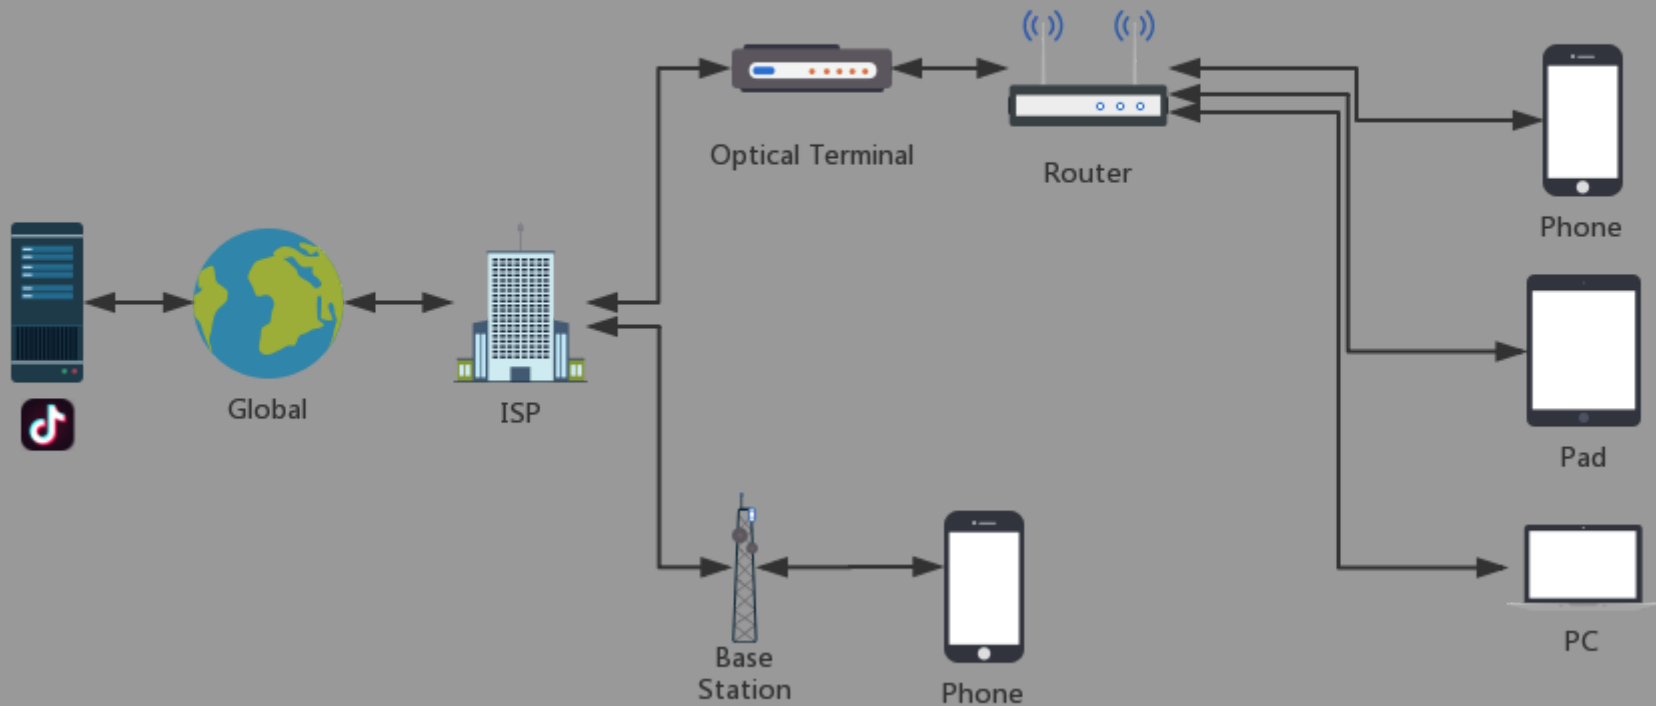 Optical Terminal
Router
Phone
Global
ISP
Pad
PC
Base
Station
Phone